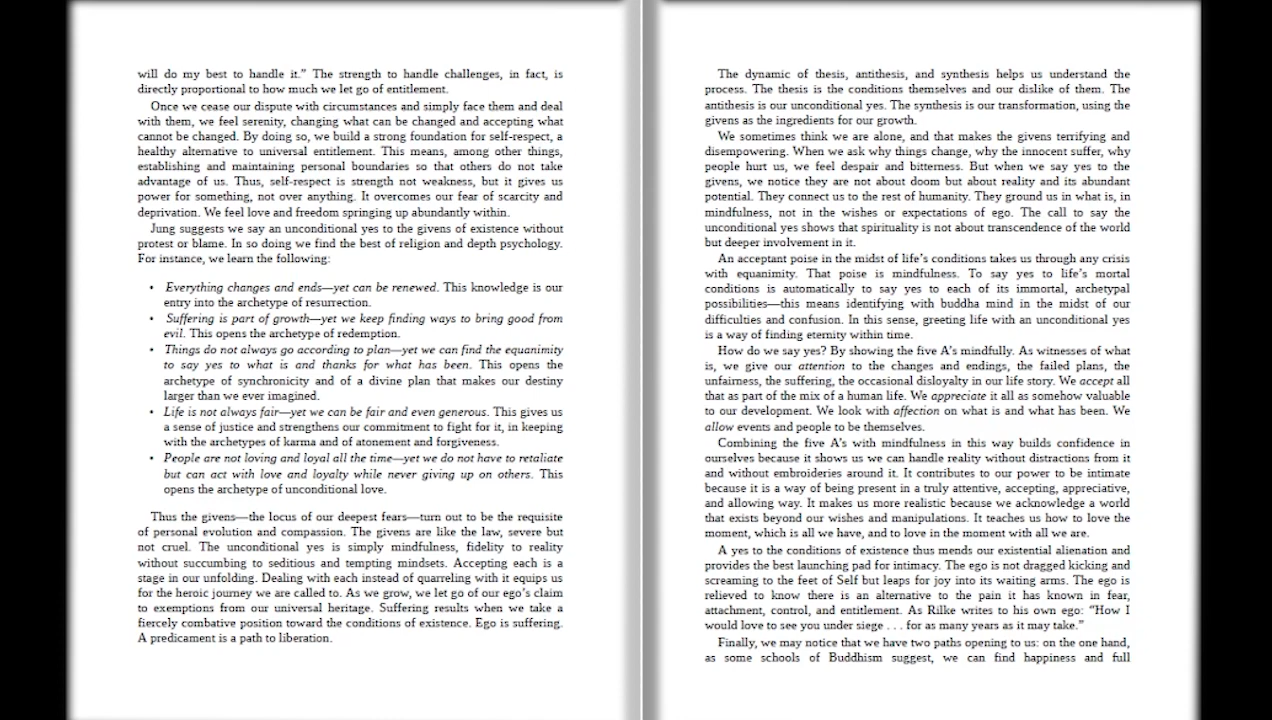 will do my best to handle it.” The strength to handle challenges, in fact, is
directly proportional to how much we let go of entitlement.
Once we cease our dispute with circumstances and simply face them and deal
with them, we feel serenity, changing what can be changed and accepting what
cannot be changed. By doing so, we build a strong foundation for self-respect, a
healthy alternative to universal entitlement. This means, among other things,
establishing and maintaining personal boundaries so that others do not take
advantage of us. Thus, self-respect is strength not weakness, but it gives us
power for something, not over anything. It overcomes our fear of scarcity and
deprivation. We feel love and freedom springing up abundantly within.
Jung suggests we say an unconditional yes to the givens of existence without
protest or blame. In so doing we find the best of religion and depth psychology.
For instance, we learn the following:
• Everything changes and ends—yet can be renewed. This knowledge is our
entry into the archetype of resurrection.
• Suffering is part of growth—yet we keep finding ways to bring good from
evil. This opens the archetype of redemption.
• Things do not always go according to plan—yet we can find the equanimity
to say yes to what is and thanks for what has been. This opens the
archetype of synchronicity and of a divine plan that makes our destiny
larger than we ever imagined.
• Life is not always fair—yet we can be fair and even generous. This gives us
a sense of justice and strengthens our commitment to fight for it, in keeping
with the archetypes of karma and of atonement and forgiveness.
• People are not loving and loyal all the time—yet we do not have to retaliate
but can act with love and loyalty while never giving up on others. This
opens the archetype of unconditional love.
Thus the givens—the locus of our deepest fears—turn out to be the requisite
of personal evolution and compassion. The givens are like the law, severe but
not cruel. The unconditional yes is simply mindfulness, fidelity to reality
without succumbing to seditious and tempting mindsets. Accepting each is a
stage in our unfolding. Dealing with each instead of quarreling with it equips us
for the heroic journey we are called to. As we grow, we let go of our ego’s claim
to exemptions from our universal heritage. Suffering results when we take a
fiercely combative position toward the conditions of existence. Ego is suffering.
A predicament is a path to liberation.
The dynamic of thesis, antithesis, and synthesis helps us understand the
process. The thesis is the conditions themselves and our dislike of them. The
antithesis is our unconditional yes. The synthesis is our transformation, using the
givens as the ingredients for our growth.
We sometimes think we are alone, and that makes the givens terrifying and
disempowering. When we ask why things change, why the innocent suffer, why
people hurt us, we feel despair and bitterness. But when we say yes to the
givens, we notice they are not about doom but about reality and its abundant
potential. They connect us to the rest of humanity. They ground us in what is, in
mindfulness, not in the wishes or expectations of ego. The call to say the
unconditional yes shows that spirituality is not about transcendence of the world
but deeper involvement in it.
An acceptant poise in the midst of life’s conditions takes us through any crisis
with equanimity. That poise is mindfulness. To say yes to life’s mortal
conditions is automatically to say yes to each of its immortal, archetypal
possibilities—this means identifying with buddha mind in the midst of our
difficulties and confusion. In this sense, greeting life with an unconditional yes
is a way of finding eternity within time.
How do we say yes? By showing the five A’s mindfully. As witnesses of what
is, we give our attention to the changes and endings, the failed plans, the
unfairness, the suffering, the occasional disloyalty in our life story. We accept all
that as part of the mix of a human life. We appreciate it all as somehow valuable
to our development. We look with affection on what is and what has been. We
allow events and people to be themselves.
Combining the five A’s with mindfulness in this way builds confidence in
ourselves because it shows us we can handle reality without distractions from it
and without embroideries around it. It contributes to our power to be intimate
because it is a way of being present in a truly attentive, accepting, appreciative,
and allowing way. It makes us more realistic because we acknowledge a world
that exists beyond our wishes and manipulations. It teaches us how to love the
moment, which is all we have, and to love in the moment with all we are.
A yes to the conditions of existence thus mends our existential alienation and
provides the best launching pad for intimacy. The ego is not dragged kicking and
screaming to the feet of Self but leaps for joy into its waiting arms. The ego is
relieved to know there is an alternative to the pain it has known in fear,
attachment, control, and entitlement. As Rilke writes to his own ego: “How I
would love to see you under siege . . . for as many years as it may take.”
Finally, we may notice that we have two paths opening to us: on the one hand,
as some schools of Buddhism suggest, we can find happiness and full